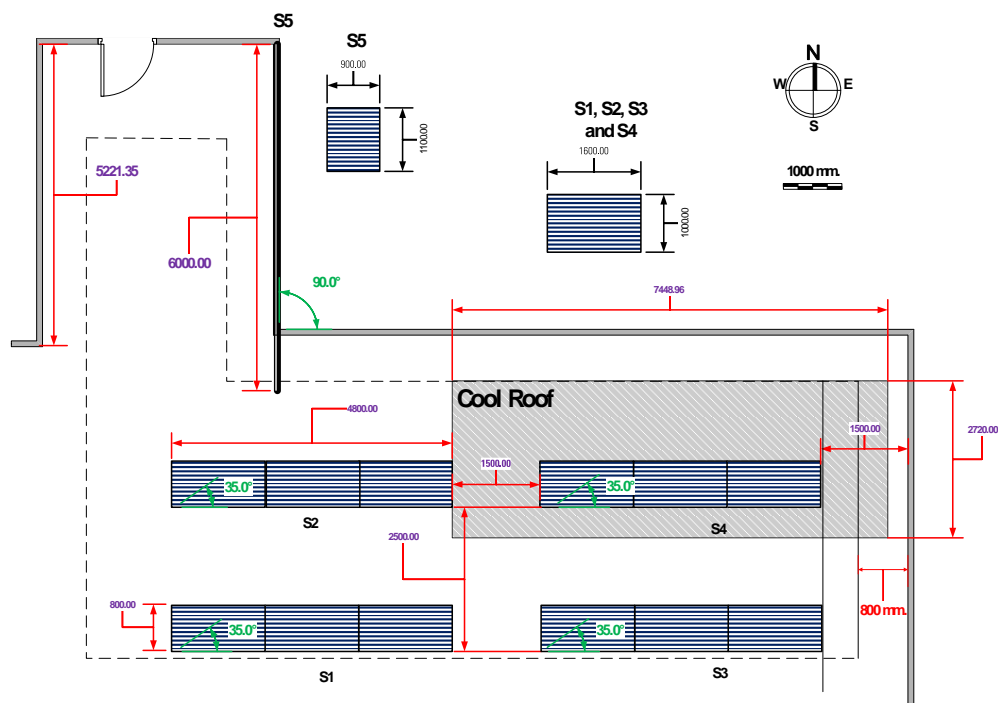 S5
S5
900.00
1100.00
S1, S2, S3
and S4
1600.00
1000.00
N
W
E
S
1000 mm.
5221.35
6000.00
90.0°
7448.96
Cool Roof
4800.00
1500.00
1500.00
2720.00
35.0°
35.0°
S2
S4
2500.00
800.00
800 mm.
35.0°
35.0°
S1
S3